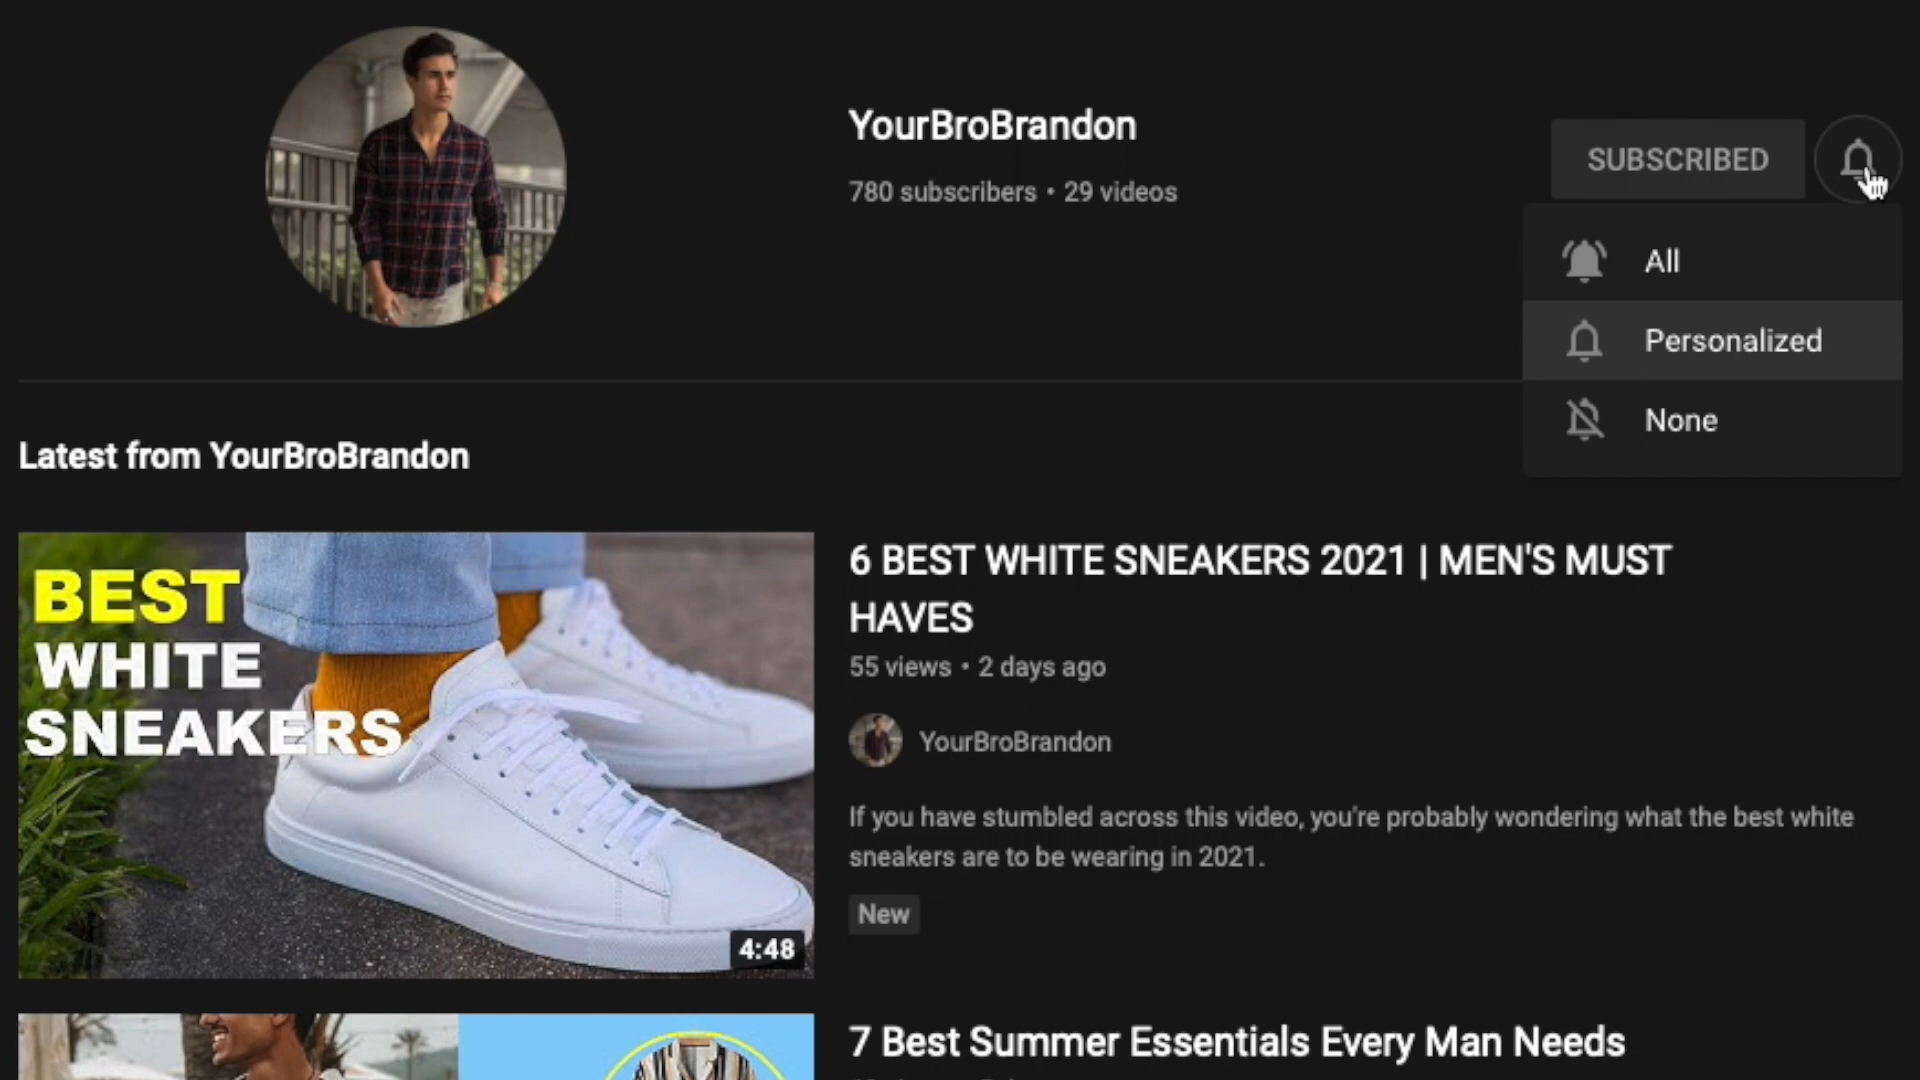 YourBroBrandon
780 subscribers • 29 videos
SUBSCRIBED
All
Personalized
None
Latest from YourBroBrandon
BEST
WHITE
SNEAKERS
4:48
6 BEST WHITE SNEAKERS 2021 | MEN'S MUST
HAVES
55 views • 2 days ago
YourBroBrandon
If you have stumbled across this video, you're probably wondering what the best white
sneakers are to be wearing in 2021.
New
7 Best Summer Essentials Every Man Needs